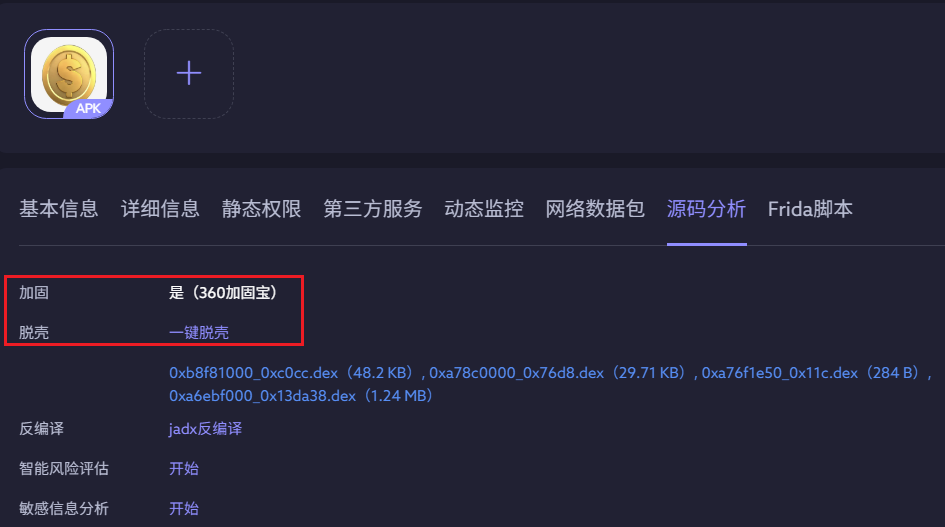 APK
基本信息 详细信息 静态权限 第三方服务 动态监控 网络数据包 源码分析 Frida脚本
加固 是（360加固宝）
脱壳 一键脱壳
0xb8f81000_0xc0cc.dex（48.2 KB）, 0xa78c0000_0x76d8.dex（29.71 KB）, 0xa76f1e50_0x11c.dex（284 B）,
0xa6ebf000_0x13da38.dex（1.24 MB）
反编译 jadx反编译
智能风险评估 开始
敏感信息分析 开始